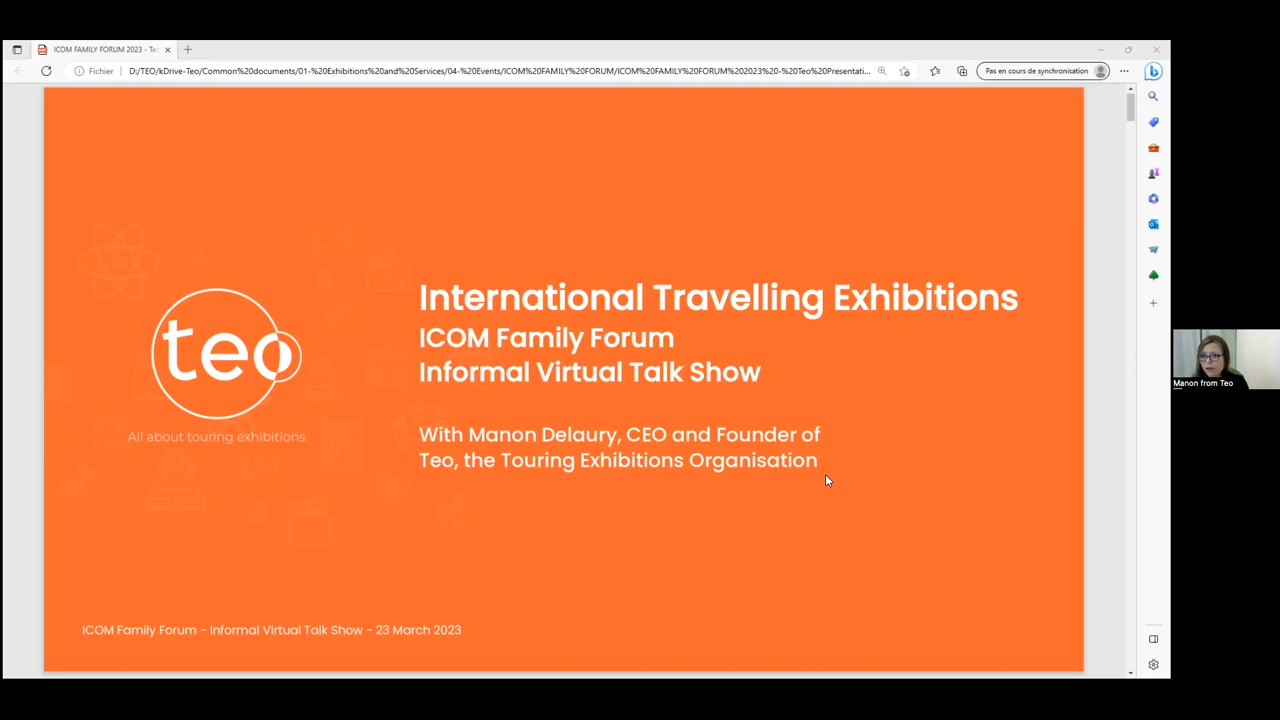 ICOM FAMILY FORUM 2023 - Te
Fichier
D:/TEO/kDrive-Teo/Common%20documents/01-%20Exhibitions%20and%20Services/04-%20Events/ICOM%20FAMILY%20FORUM/ICOM%20FAMILY%20FORUM%202023%20-%20Teo%20Presentati...
Pas en cours de synchronisation
International Travelling Exhibitions
ICOM Family Forum
Informal Virtual Talk Show
teo
All about touring exhibitions
With Manon Delaury, CEO and Founder of
Teo, the Touring Exhibitions Organisation
Manon from Teo
ICOM Family Forum - Informal Virtual Talk Show - 23 March 2023